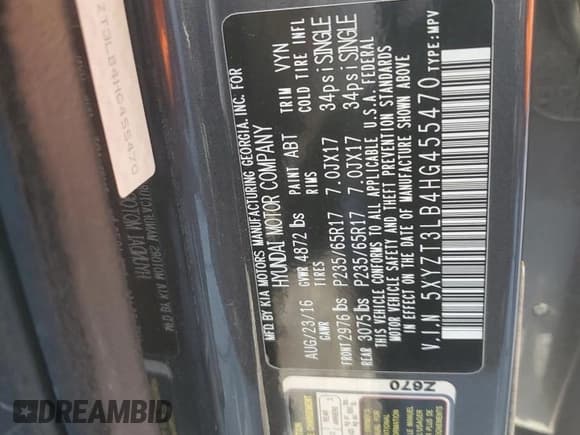 MFD. BY KIA MOTORS MANUFACTURING GEORGIA, INC. FOR
HYUNDAI MOTOR COMPANY
AUG/23/16 GVWR 4872 lbs PAINT ABT TRIM VYN
GAWR TIRES RIMS COLD TIRE INFL
FRONT 2976 lbs P235/65R17 7.0JX17 34psi SINGLE
REAR 3075 lbs P235/65R17 7.0JX17 34psi SINGLE
THIS VEHICLE CONFORMS TO ALL APPLICABLE U.S.A. FEDERAL
MOTOR VEHICLE SAFETY AND THEFT PREVENTION STANDARDS
IN EFFECT ON THE DATE OF MANUFACTURE SHOWN ABOVE
V.I.N 5XYZT3LB4HG455470 TYPE: MPV
Z670
DREAMBID